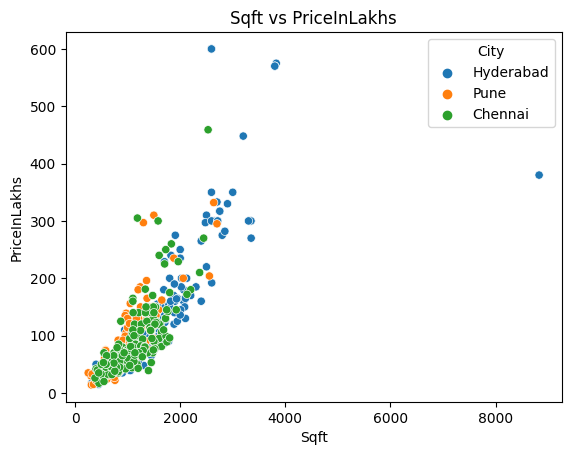 Sqft vs PriceInLakhs
City
Hyderabad
Pune
Chennai
PriceInLakhs
600
500
400
300
200
100
0
0
2000
4000
6000
8000
Sqft